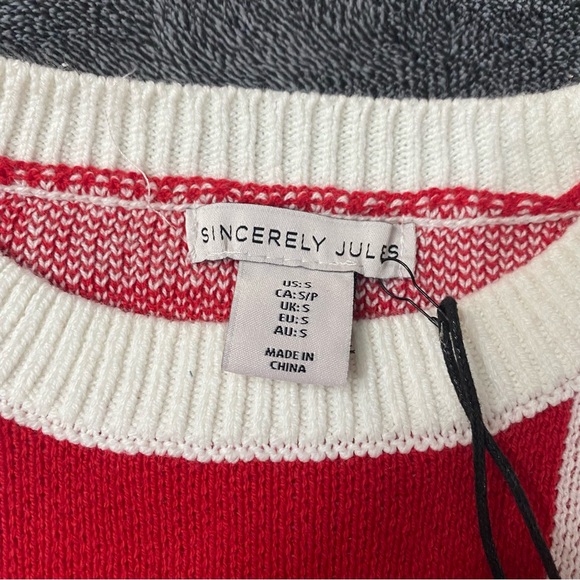 SINCERELY JULES
US: S
CA: S/P
UK: S
EU: S
AU: S
MADE IN
CHINA